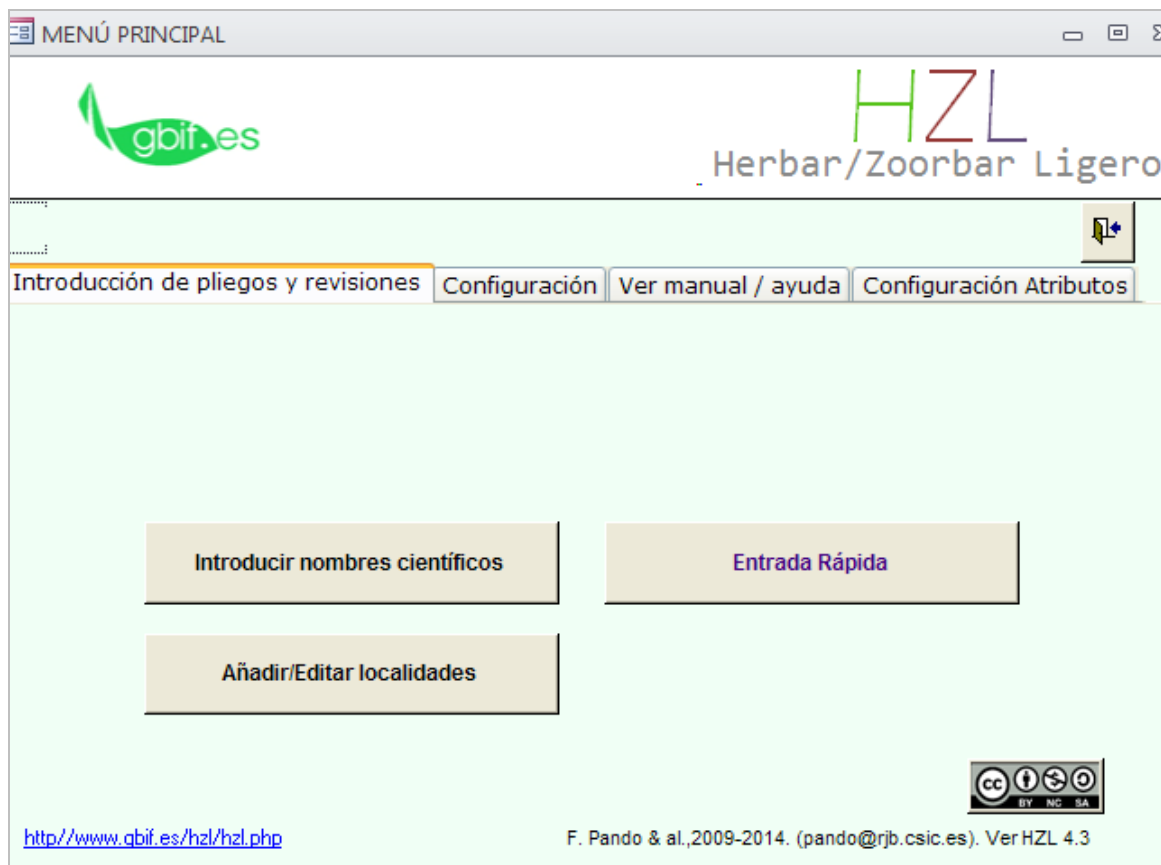 MENÚ PRINCIPAL
gbif.es
HZL
Herbar/Zoorbar Ligero
Introducción de pliegos y revisiones Configuración Ver manual / ayuda Configuración Atributos
Introducir nombres científicos Entrada Rápida
Añadir/Editar localidades
cc BY NC SA
http//www.gbif.es/hzl/hzl.php F. Pando & al.,2009-2014. (pando@rjb.csic.es). Ver HZL 4.3